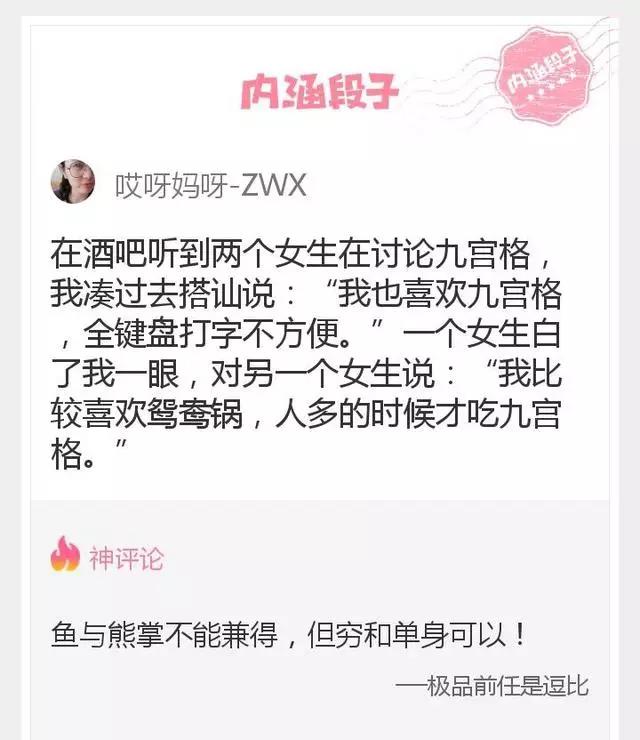 内涵段子
内涵段子
哎呀妈呀-ZWX
在酒吧听到两个女生在讨论九宫格，
我凑过去搭讪说：“我也喜欢九宫格
，全键盘打字不方便。”一个女生白
了我一眼，对另一个女生说：“我比
较喜欢鸳鸯锅，人多的时候才吃九宫
格。”
神评论
鱼与熊掌不能兼得，但穷和单身可以！
──极品前任是逗比